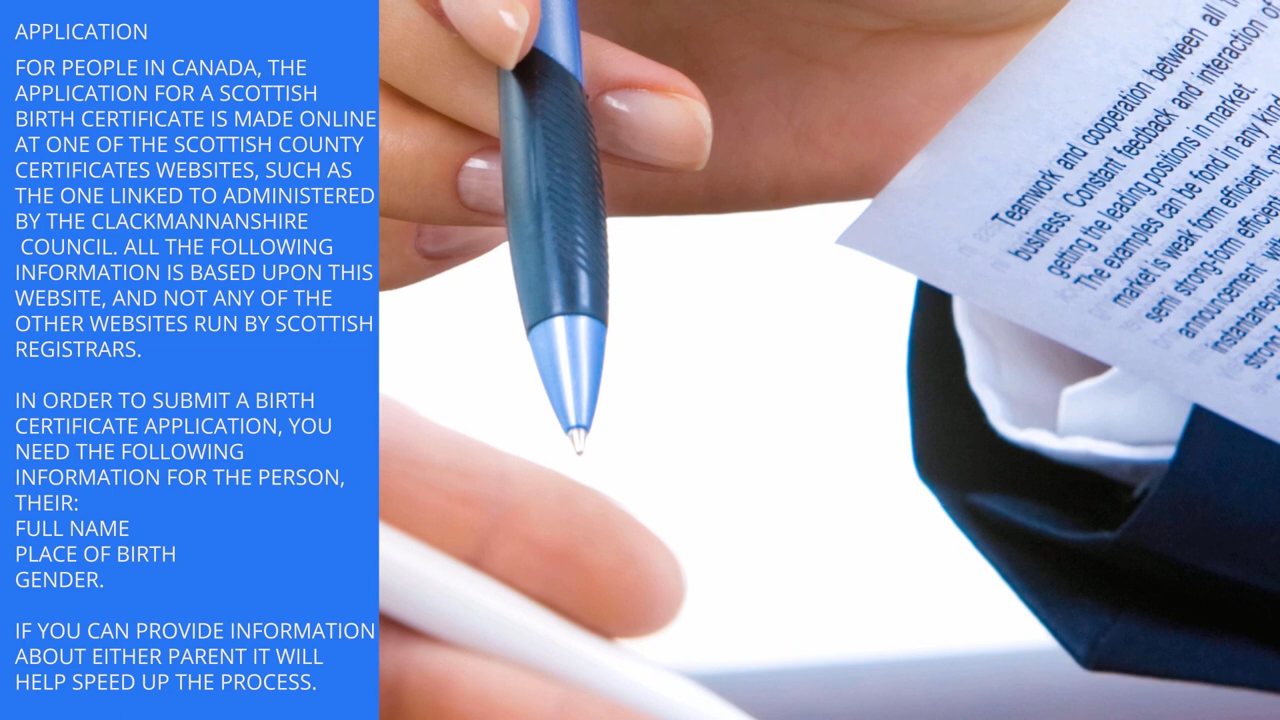 APPLICATION
FOR PEOPLE IN CANADA, THE
APPLICATION FOR A SCOTTISH
BIRTH CERTIFICATE IS MADE ONLINE
AT ONE OF THE SCOTTISH COUNTY
CERTIFICATES WEBSITES, SUCH AS
THE ONE LINKED TO ADMINISTERED
BY THE CLACKMANNANSHIRE
COUNCIL. ALL THE FOLLOWING
INFORMATION IS BASED UPON THIS
WEBSITE, AND NOT ANY OF THE
OTHER WEBSITES RUN BY SCOTTISH
REGISTRARS.
IN ORDER TO SUBMIT A BIRTH
CERTIFICATE APPLICATION, YOU
NEED THE FOLLOWING
INFORMATION FOR THE PERSON,
THEIR:
FULL NAME
PLACE OF BIRTH
GENDER.
IF YOU CAN PROVIDE INFORMATION
ABOUT EITHER PARENT IT WILL
HELP SPEED UP THE PROCESS.
Teamwork and cooperation between all
business. Constant feedback and interaction of
getting the leading positions in market.
The examples can be fond in any kind
market is weak form efficient,
semi strong-form efficient
announcement
strong